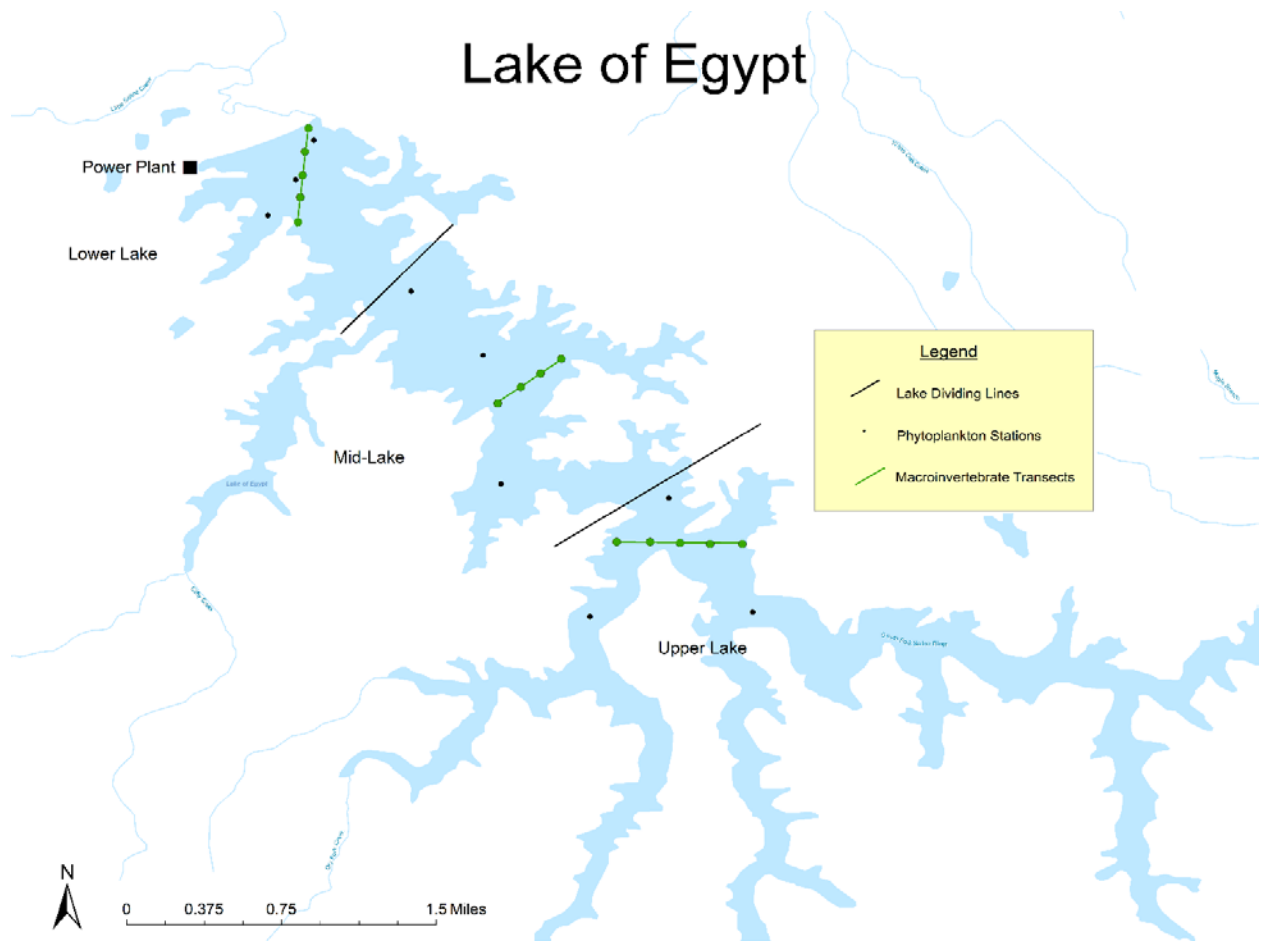 Lake of Egypt
Power Plant
Lower Lake
Legend
Lake Dividing Lines
Phytoplankton Stations
Macroinvertebrate Transects
Mid-Lake
Lake of Egypt
Upper Lake
N
0 0.375 0.75 1.5 Miles